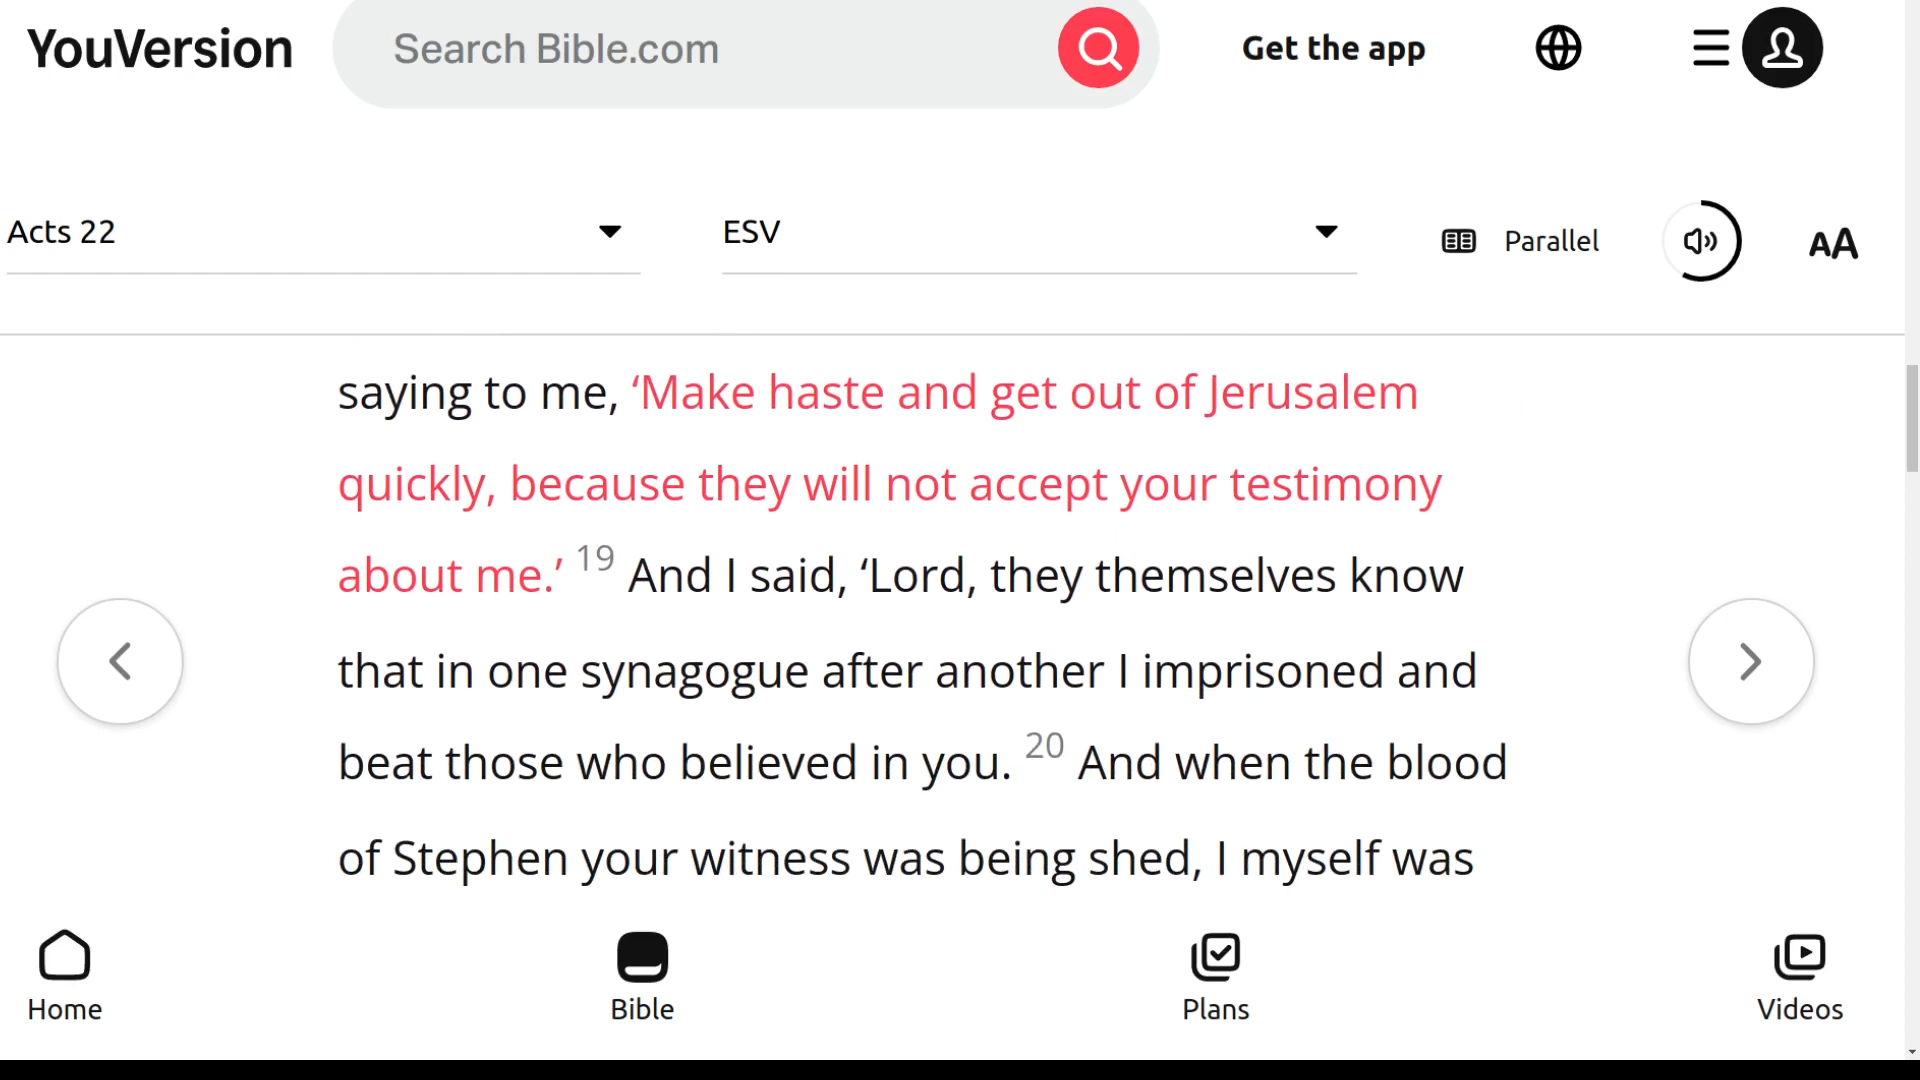 YouVersion
Search Bible.com
Get the app
Acts 22
ESV
Parallel
AA
saying to me, ‘Make haste and get out of Jerusalem
quickly, because they will not accept your testimony
about me.’ 19 And I said, ‘Lord, they themselves know
that in one synagogue after another I imprisoned and
beat those who believed in you. 20 And when the blood
of Stephen your witness was being shed, I myself was
Home
Bible
Plans
Videos